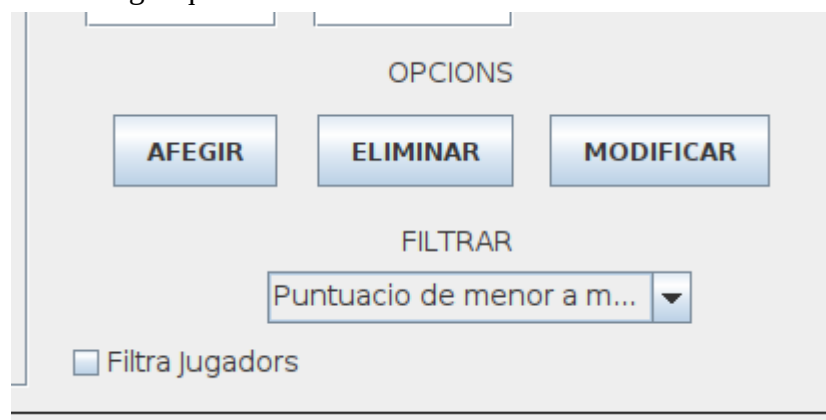 OPCIONS
AFEGIR ELIMINAR MODIFICAR
FILTRAR
Puntuacio de menor a m...
Filtra Jugadors